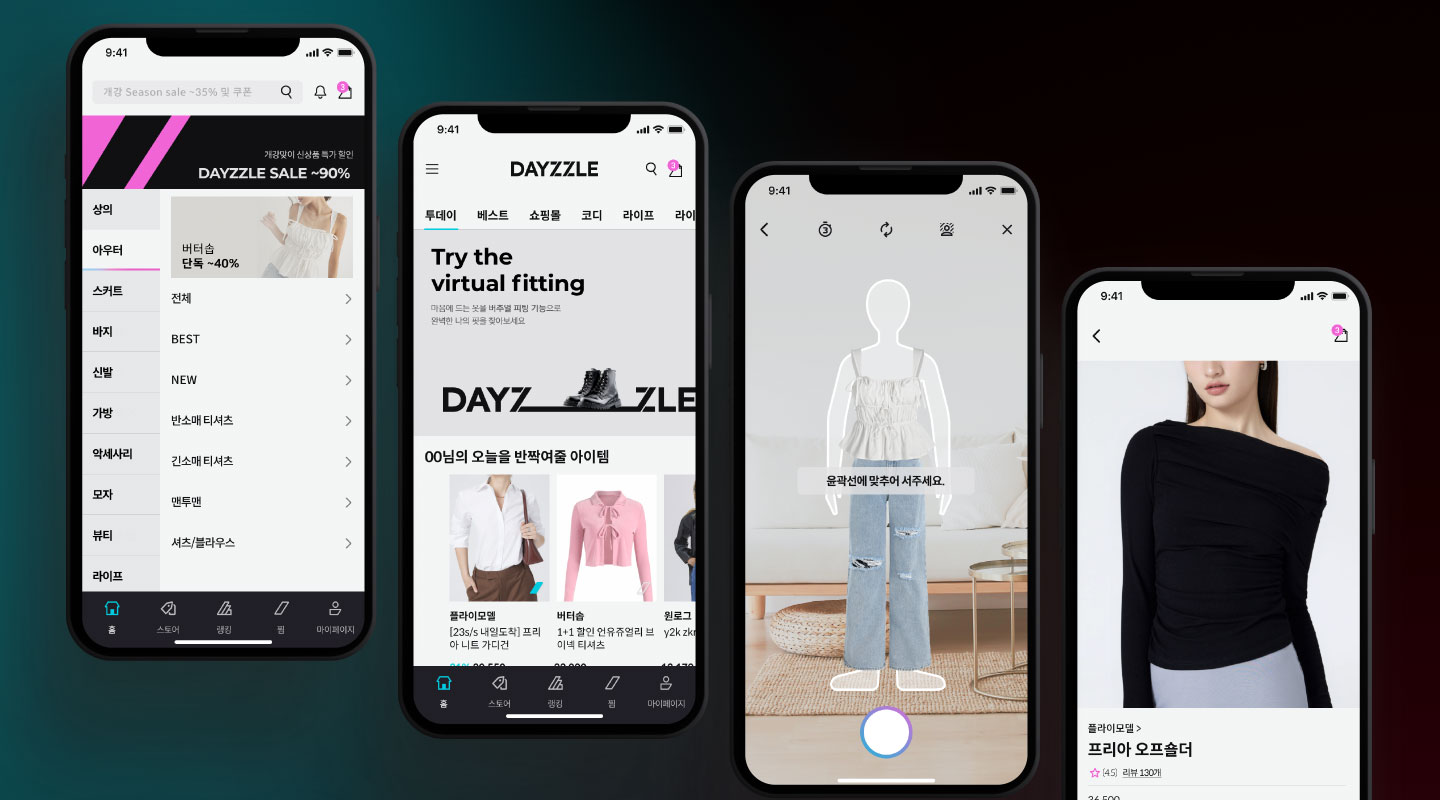 9:41
개강 Season sale ~35% 및 쿠폰
3
개강맞이 신상품 특가 할인
DAYZZLE SALE ~90%
상의
아우터
스커트
바지
신발
가방
악세사리
모자
뷰티
라이프
버터숍
단독 ~40%
전체
BEST
NEW
반소매 티셔츠
긴소매 티셔츠
맨투맨
셔츠/블라우스
홈 스토어 랭킹 찜 마이페이지
9:41
DAYZZLE
3
투데이 베스트 쇼핑몰 코디 라이프 라이
Try the
virtual fitting
마음에 드는 옷을 버추얼 피팅 기능으로
완벽한 나의 핏을 찾아보세요
DAYZ ZLE
00님의 오늘을 반짝여줄 아이템
플라이모델
[23s/s 내일도착] 프리
아 니트 가디건
버터숍
1+1 할인 언유쥬얼리 브
이넥 티셔츠
원로그
y2k zkr
홈 스토어 랭킹 찜 마이페이지
9:41
3
윤곽선에 맞추어 서주세요.
9:41
3
플라이모델 >
프리아 오프숄더
(4.5) 리뷰 130개